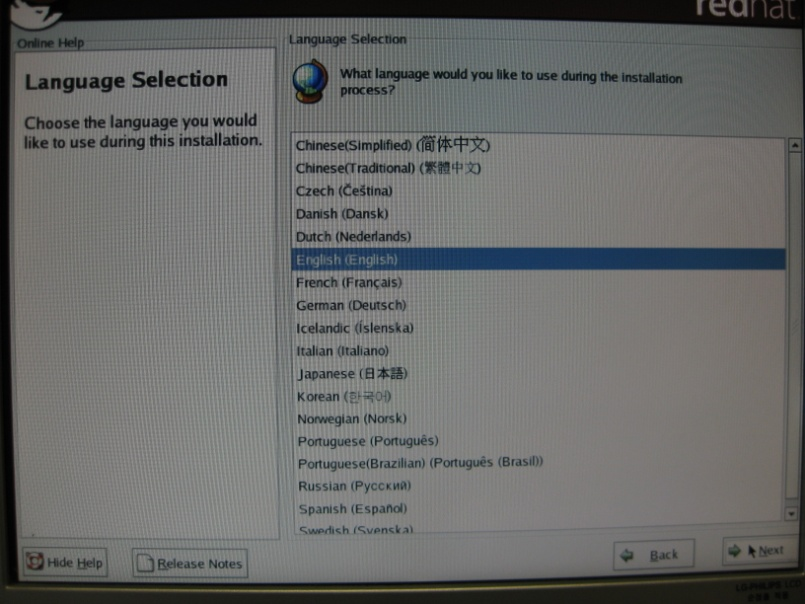 redhat
Online Help
Language Selection
Choose the language you would
like to use during this installation.
Language Selection
What language would you like to use during the installation
process?
Chinese(Simplified) (简体中文)
Chinese(Traditional) (繁體中文)
Czech (Čeština)
Danish (Dansk)
Dutch (Nederlands)
English (English)
French (Français)
German (Deutsch)
Icelandic (Íslenska)
Italian (Italiano)
Japanese (日本語)
Korean (한국어)
Norwegian (Norsk)
Portuguese (Português)
Portuguese(Brazilian) (Português (Brasil))
Russian (Русский)
Spanish (Español)
Swedish (Svenska)
Hide Help
Release Notes
Back
Next
LG.PHILIPS LCD